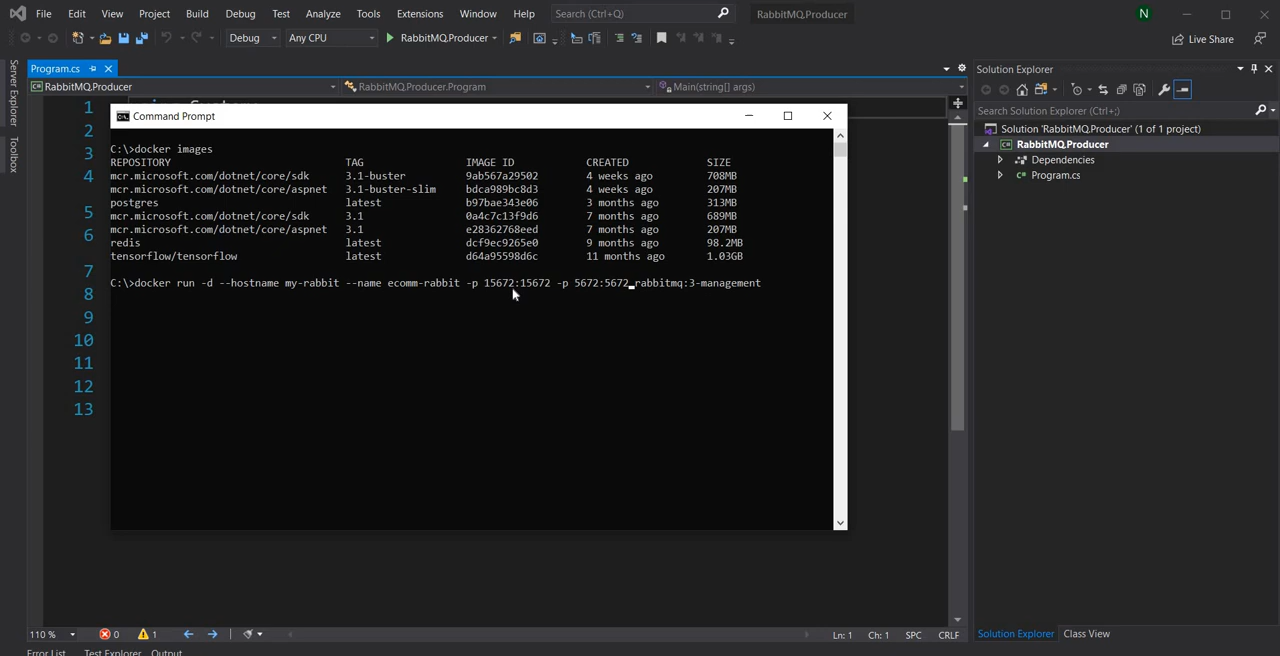 File Edit View Project Build Debug Test Analyze Tools Extensions Window Help Search (Ctrl+Q) RabbitMQ.Producer N
Debug Any CPU RabbitMQ.Producer Live Share
Server Explorer
Toolbox
Program.cs
RabbitMQ.Producer RabbitMQ.Producer.Program Main(string[] args)
1
2
3
4
5
6
7
8
9
10
11
12
13
Command Prompt
C:\>docker images
REPOSITORY TAG IMAGE ID CREATED SIZE
mcr.microsoft.com/dotnet/core/sdk 3.1-buster 9ab567a29502 4 weeks ago 708MB
mcr.microsoft.com/dotnet/core/aspnet 3.1-buster-slim bdca989bc8d3 4 weeks ago 207MB
postgres latest b97bae343e06 3 months ago 313MB
mcr.microsoft.com/dotnet/core/sdk 3.1 0a4c7c13f9d6 7 months ago 689MB
mcr.microsoft.com/dotnet/core/aspnet 3.1 e28362768eed 7 months ago 207MB
redis latest dcf9ec9265e0 9 months ago 98.2MB
tensorflow/tensorflow latest d64a95598d6c 11 months ago 1.03GB
C:\>docker run -d --hostname my-rabbit --name ecomm-rabbit -p 15672:15672 -p 5672:5672 rabbitmq:3-management
Solution Explorer
Search Solution Explorer (Ctrl+;)
Solution 'RabbitMQ.Producer' (1 of 1 project)
RabbitMQ.Producer
Dependencies
Program.cs
110 % 0 1 Ln: 1 Ch: 1 SPC CRLF
Solution Explorer Class View
Error List Test Explorer Output